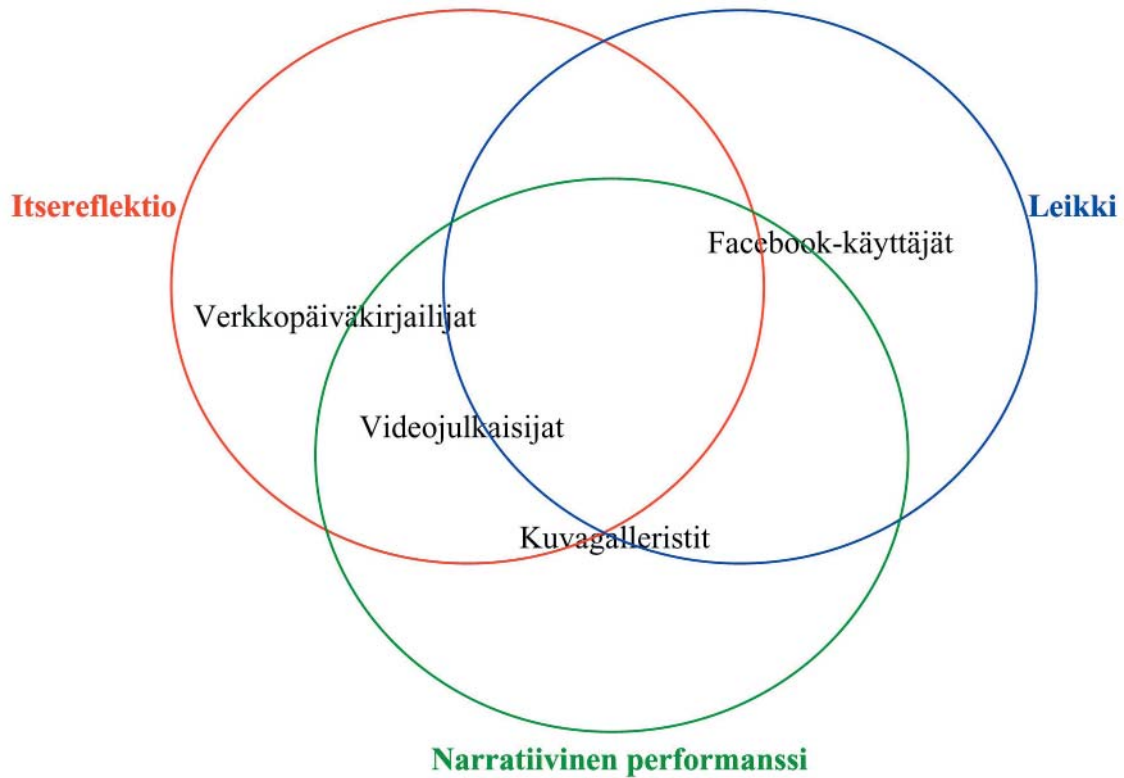 Itsereflektio
Leikki
Facebook-käyttäjät
Verkkopäiväkirjailijat
Videojulkaisijat
Kuvagalleristit
Narratiivinen performanssi